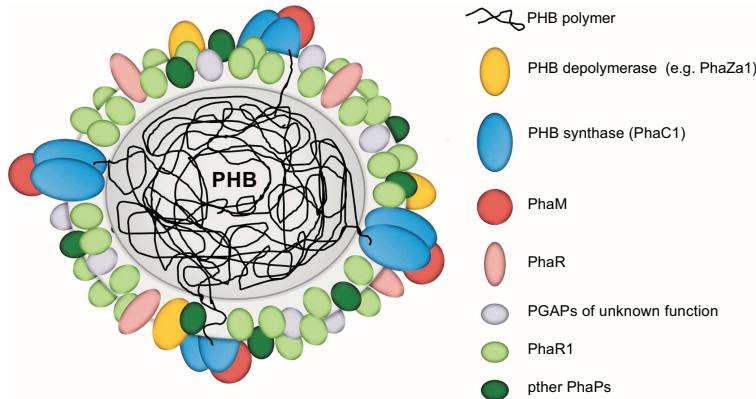 PHB
PHB polymer
PHB depolymerase (e.g. PhaZa1)
PHB synthase (PhaC1)
PhaM
PhaR
PGAPs of unknown function
PhaR1
pther PhaPs